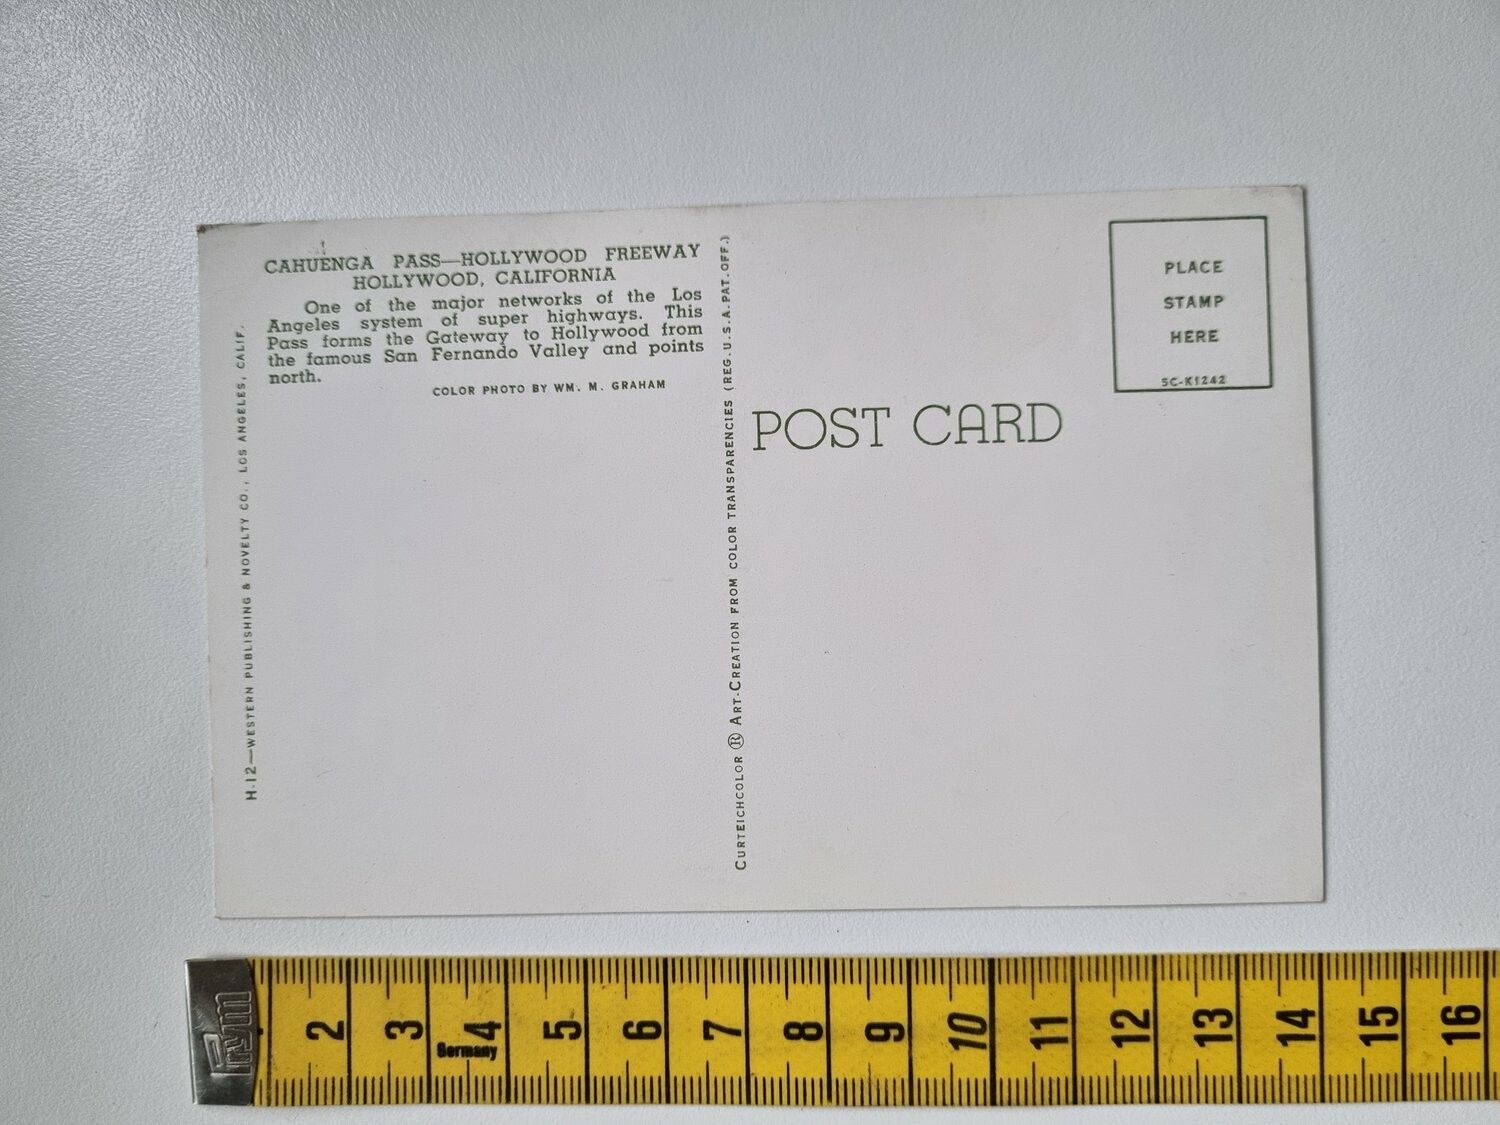 CAHUENGA PASS—HOLLYWOOD FREEWAY
HOLLYWOOD, CALIFORNIA
One of the major networks of the Los
Angeles system of super highways. This
Pass forms the Gateway to Hollywood from
the famous San Fernando Valley and points
north.
COLOR PHOTO BY WM. M. GRAHAM
H-12—WESTERN PUBLISHING & NOVELTY CO., LOS ANGELES, CALIF.
CURTEICHCOLOR ® ART-CREATION FROM COLOR TRANSPARENCIES (REG.U.S.A.PAT.OFF.)
PLACE
STAMP
HERE
5C-K1242
POST CARD
Prym
2 3 4 5 6 7 8 9 10 11 12 13 14 15 16
Germany